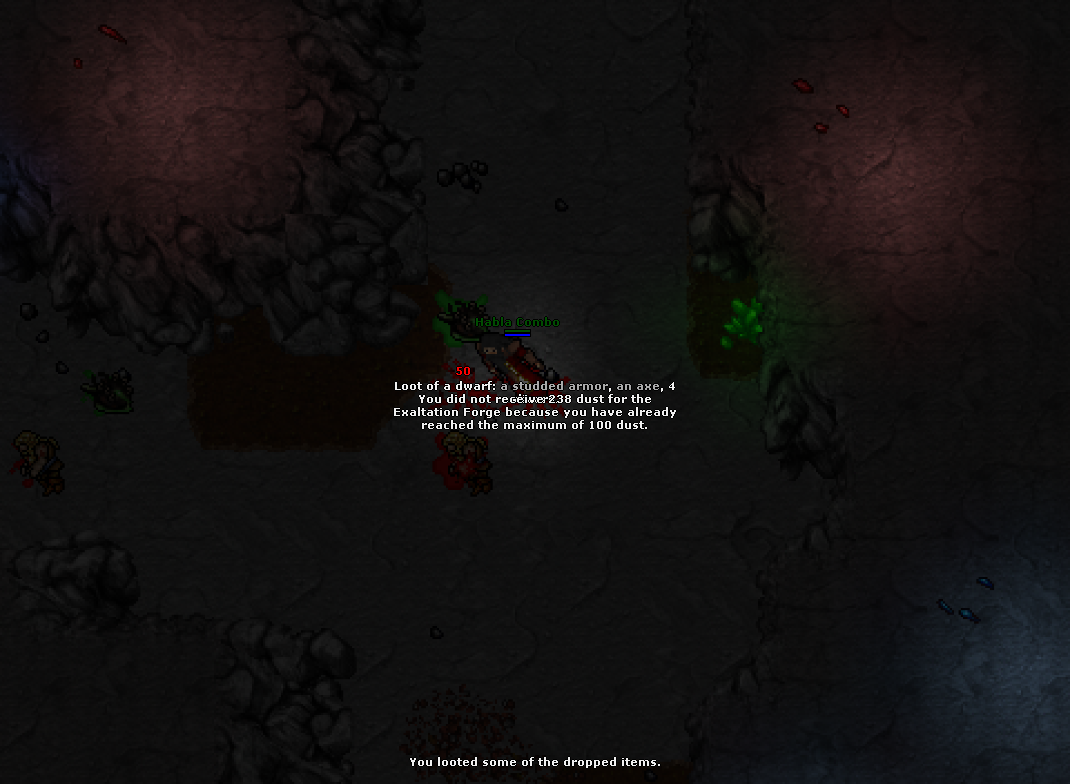 Habla Combo
50
Loot of a dwarf: a studded armor, an axe, 4
You did not receive 238 dust for the
Exaltation Forge because you have already
reached the maximum of 100 dust.
You looted some of the dropped items.